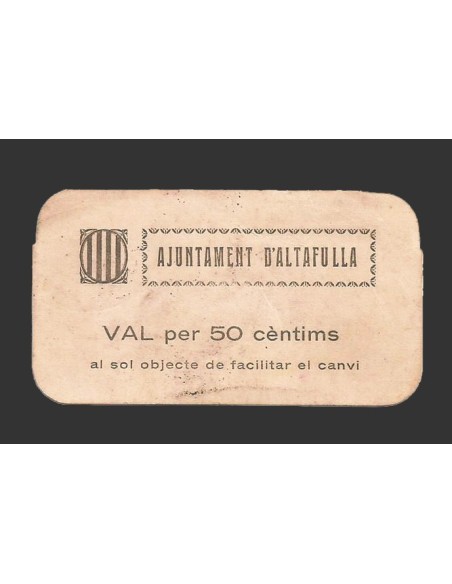 AJUNTAMENT D'ALTAFULLA
VAL per 50 cèntims
al sol objecte de facilitar el canvi